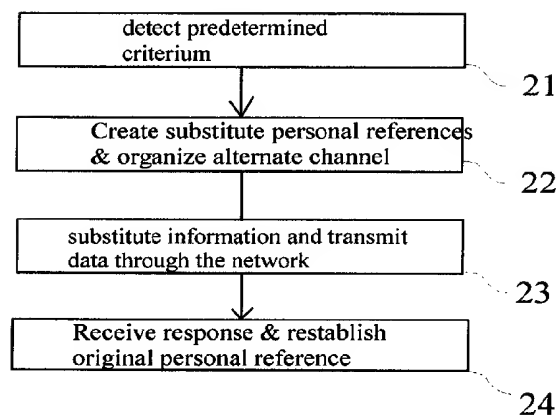 detect predetermined
criterium
21
Create substitute personal references
& organize alternate channel
22
substitute information and transmit
data through the network
23
Receive response & restablish
original personal reference
24